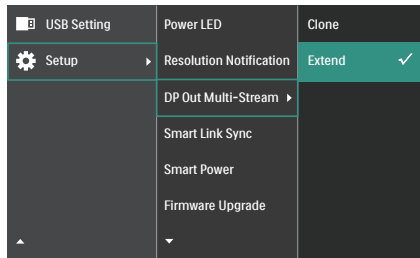 USB Setting
Setup
Power LED
Resolution Notification
DP Out Multi-Stream
Smart Link Sync
Smart Power
Firmware Upgrade
Clone
Extend